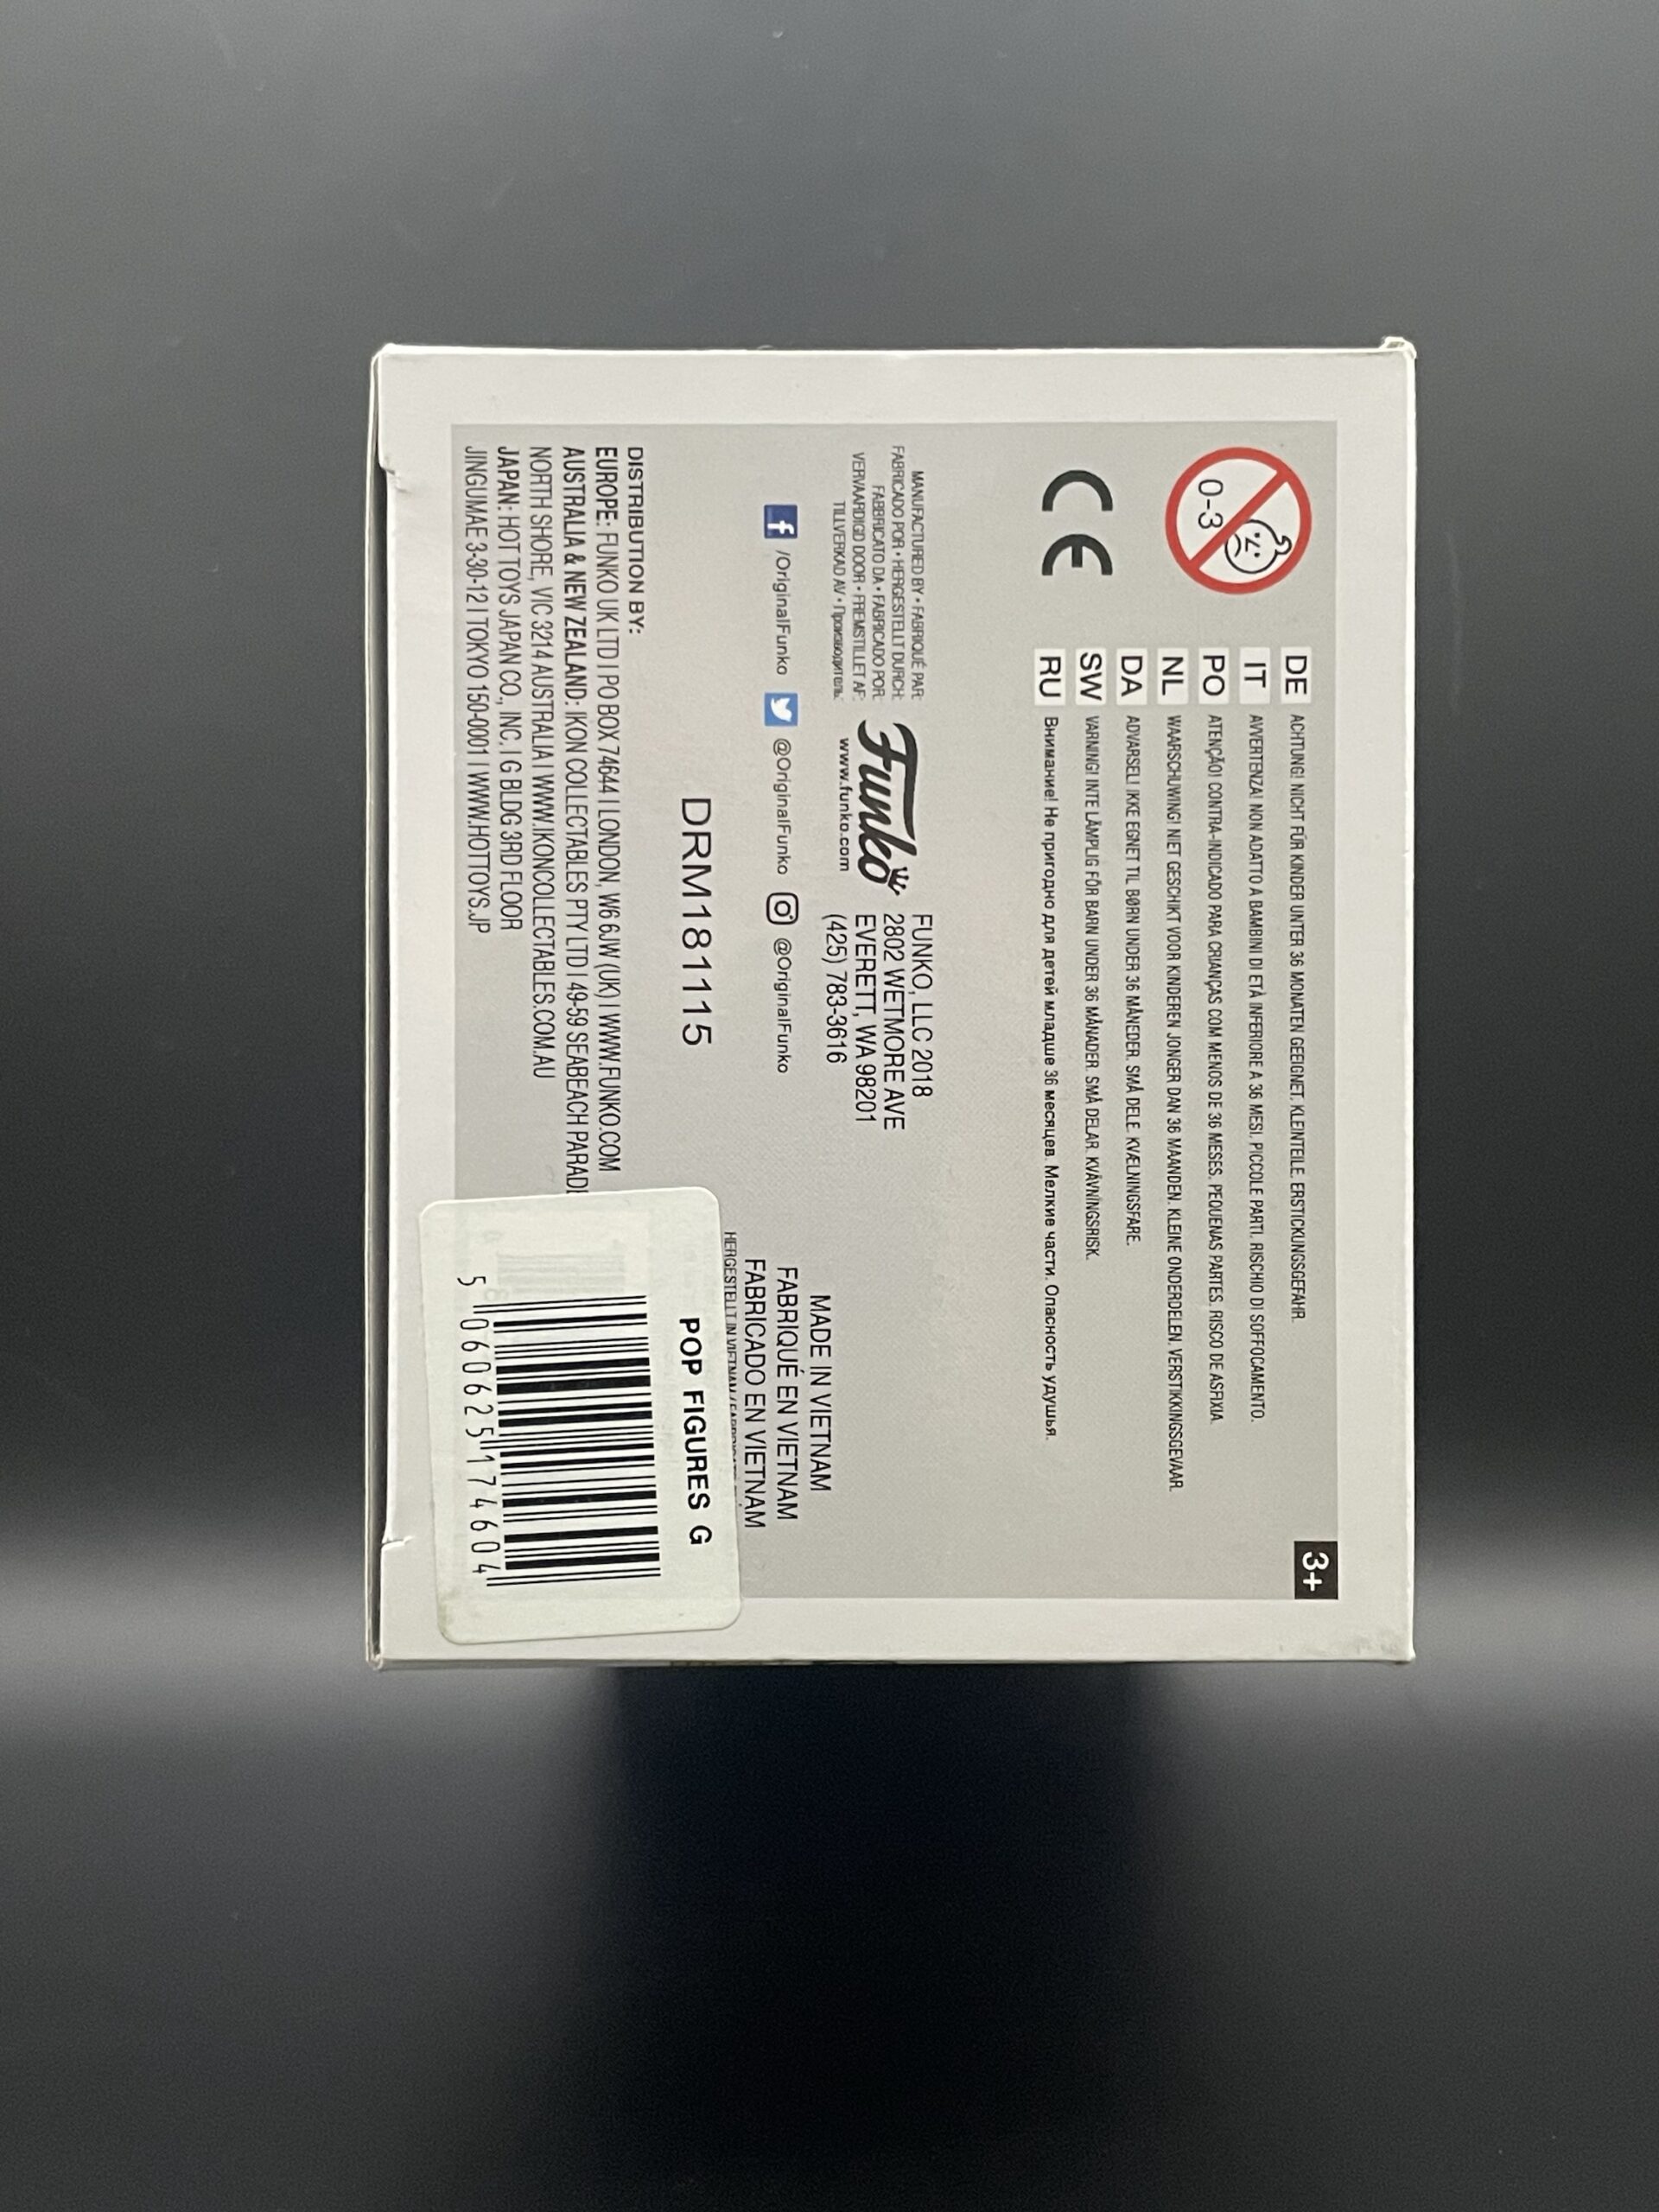 0-3
DE ACHTUNG! NICHT FÜR KINDER UNTER 36 MONATEN GEEIGNET. KLEINTEILE. ERSTICKUNGSGEFAHR.
IT AVVERTENZA! NON ADATTO A BAMBINI DI ETÀ INFERIORE A 36 MESI. PICCOLE PARTI. RISCHIO DI SOFFOCAMENTO.
PO ATENÇÃO! CONTRA-INDICADO PARA CRIANÇAS COM MENOS DE 36 MESES. PEQUENAS PARTES. RISCO DE ASFIXIA.
NL WAARSCHUWING! NIET GESCHIKT VOOR KINDEREN JONGER DAN 36 MAANDEN. KLEINE ONDERDELEN. VERSTIKKINGSGEVAAR.
DA ADVARSEL! IKKE EGNET TIL BØRN UNDER 36 MÅNEDER. SMÅ DELE. KVÆLNINGSFARE.
SW VARNING! INTE LÄMPLIG FÖR BARN UNDER 36 MÅNADER. SMÅ DELAR. KVÄVNINGSRISK.
RU Внимание! Не пригодно для детей младше 36 месяцев. Мелкие части. Опасность удушья.
3+
CE
MANUFACTURED BY • FABRIQUÉ PAR:
FABRICADO POR • HERGESTELLT DURCH:
FABBRICATO DA • FABRICADO POR:
VERVAARDIGD DOOR • FREMSTILLET AF:
TILLVERKAD AV • Производитель:
Funko
www.funko.com
FUNKO, LLC 2018
2802 WETMORE AVE
EVERETT, WA 98201
(425) 783-3616
/OriginalFunko @OriginalFunko @OriginalFunko
MADE IN VIETNAM
FABRIQUÉ EN VIETNAM
FABRICADO EN VIETNAM
HERGESTELLT IN VIETNAM
DRM181115
DISTRIBUTION BY:
EUROPE: FUNKO UK LTD | PO BOX 74644 | LONDON, W6 6JW (UK) | WWW.FUNKO.COM
AUSTRALIA & NEW ZEALAND: IKON COLLECTABLES PTY LTD | 49-59 SEABEACH PARADE
NORTH SHORE, VIC 3214 AUSTRALIA | WWW.IKONCOLLECTABLES.COM.AU
JAPAN: HOT TOYS JAPAN CO., INC. | G BLDG 3RD FLOOR
JINGUMAE 3-30-12 | TOKYO 150-0001 | WWW.HOTTOYS.JP
POP FIGURES G
5 060625 174604